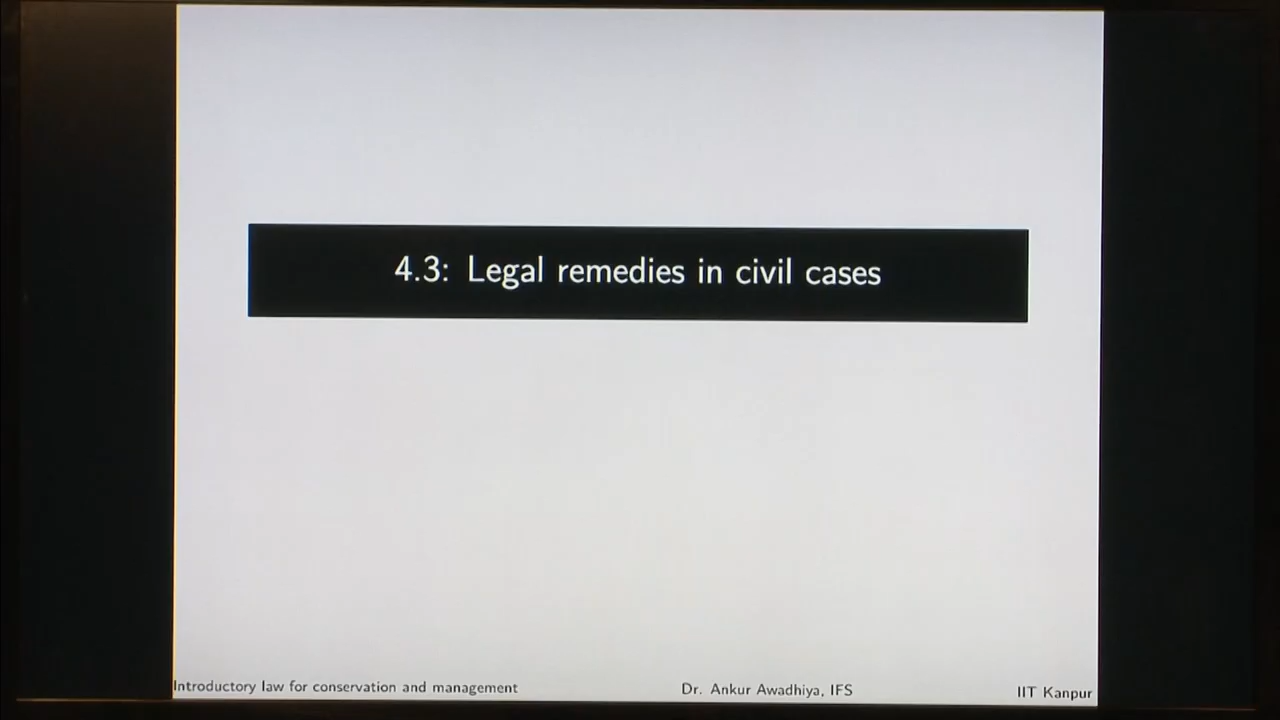 4.3: Legal remedies in civil cases
Introductory law for conservation and management Dr. Ankur Awadhiya, IFS IIT Kanpur